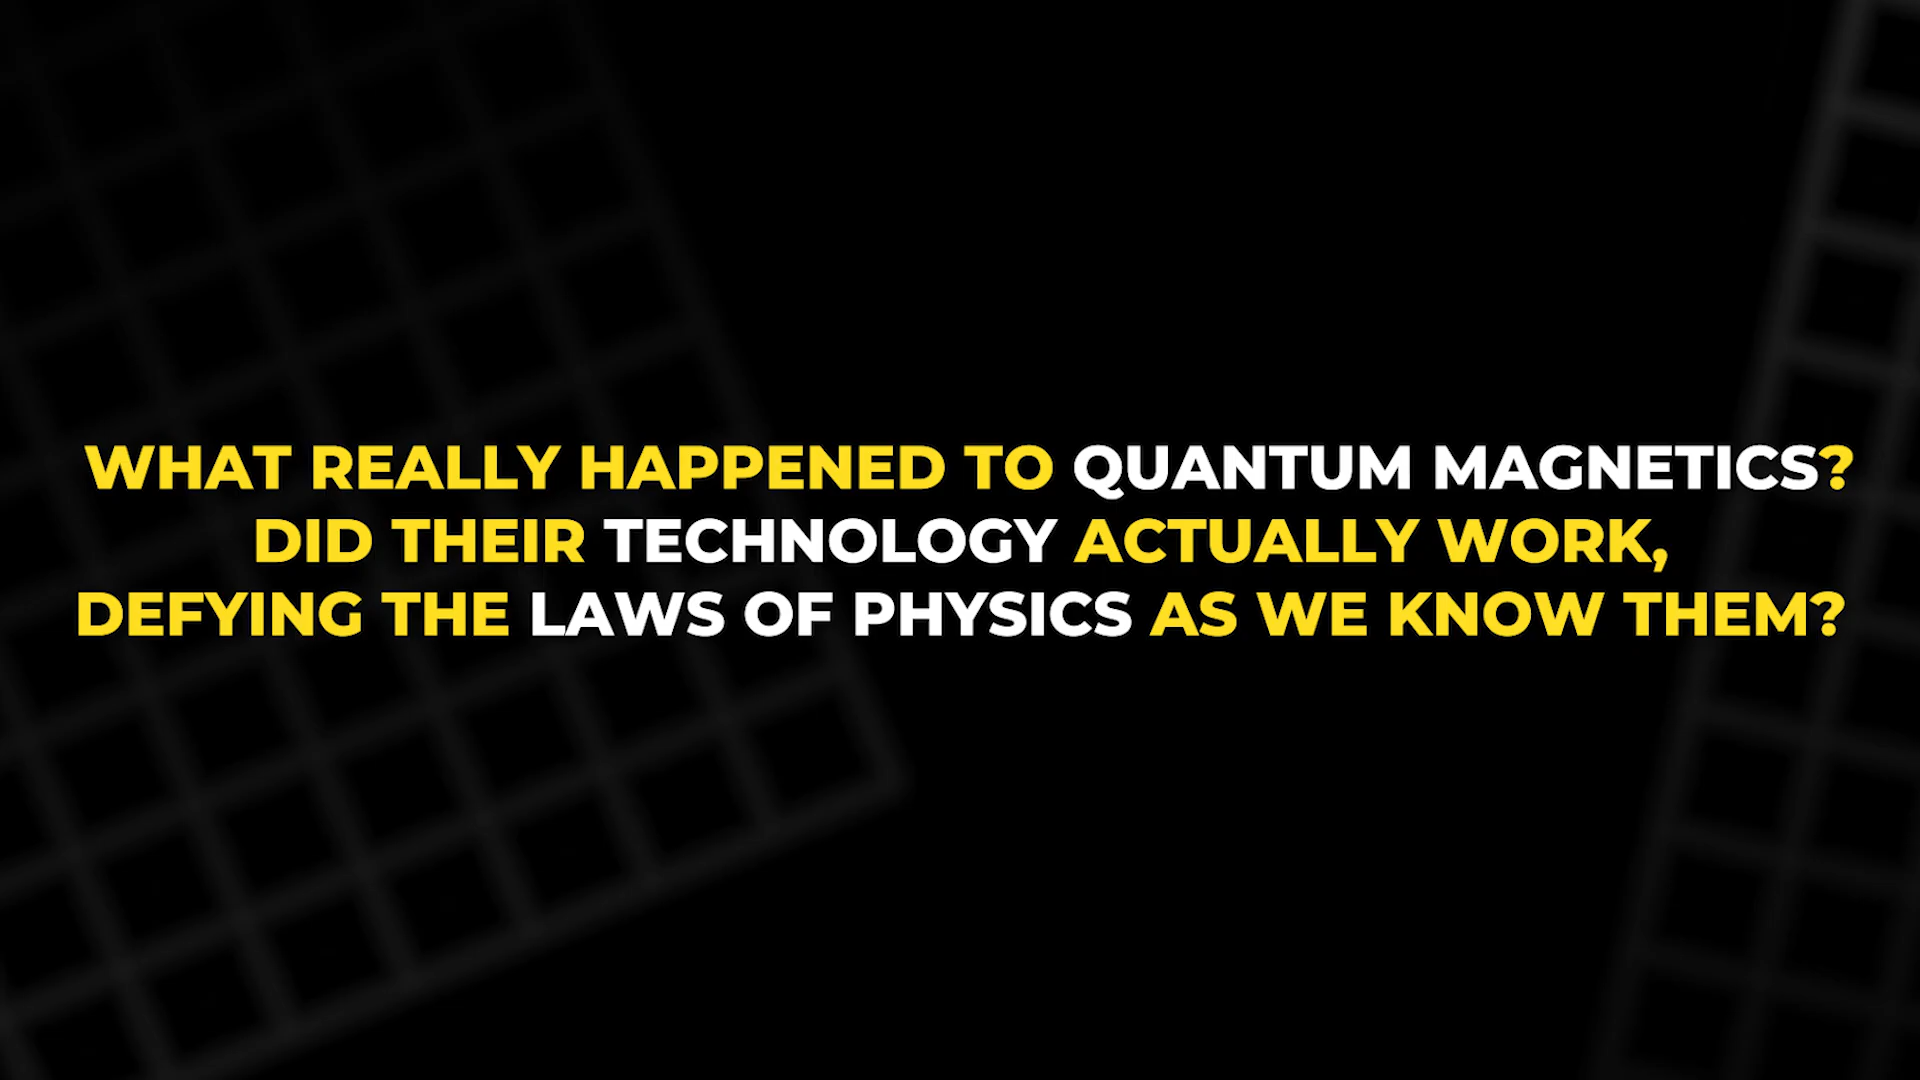 WHAT REALLY HAPPENED TO QUANTUM MAGNETICS?
DID THEIR TECHNOLOGY ACTUALLY WORK,
DEFYING THE LAWS OF PHYSICS AS WE KNOW THEM?